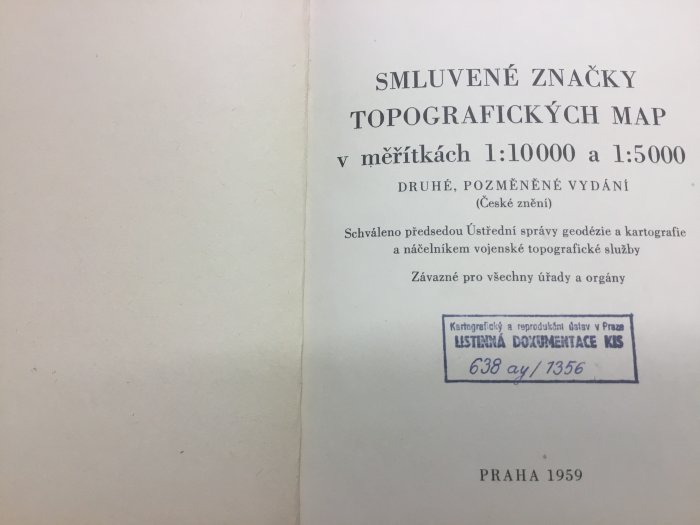 SMLUVENÉ ZNAČKY
TOPOGRAFICKÝCH MAP
v měřítkách 1:10000 a 1:5000
DRUHÉ, POZMĚNĚNÉ VYDÁNÍ
(České znění)
Schváleno předsedou Ústřední správy geodézie a kartografie
a náčelníkem vojenské topografické služby
Závazné pro všechny úřady a orgány
Kartografický a reprodukční ústav v Praze
LISTINNÁ DOKUMENTACE KIS
638 ay/1356
PRAHA 1959